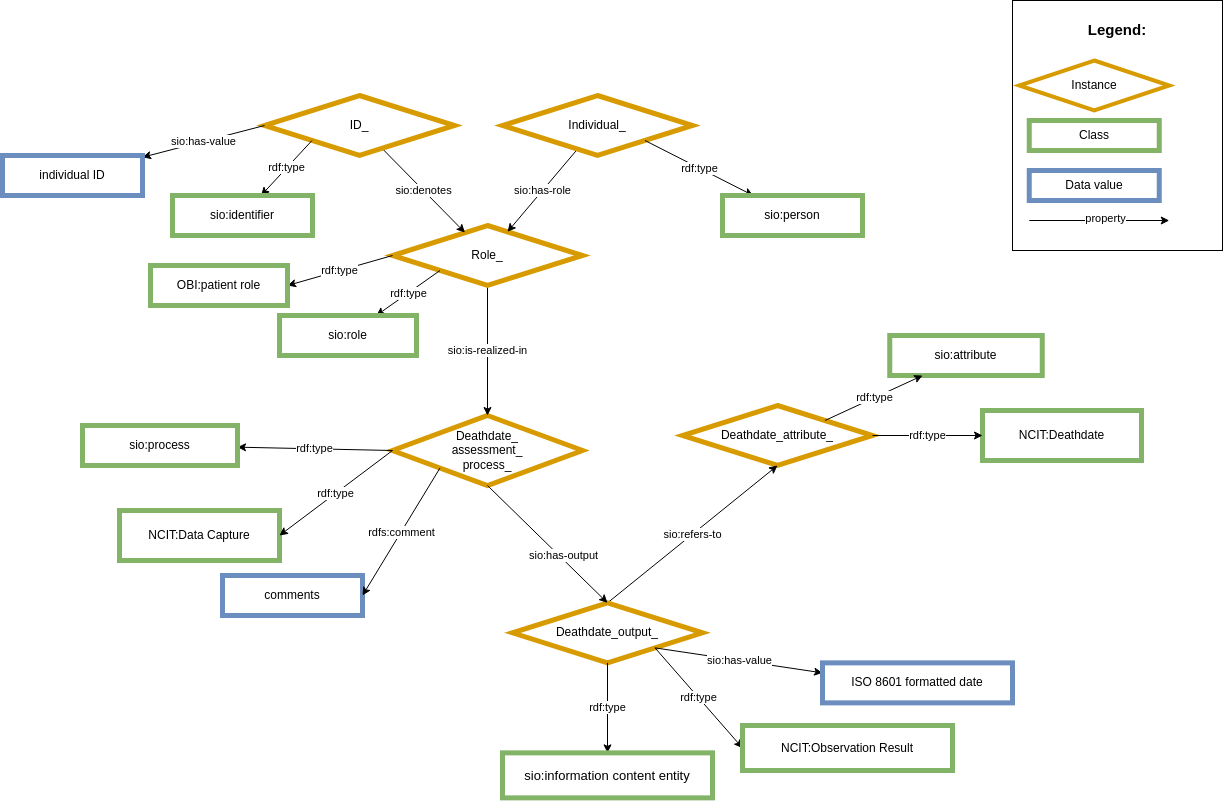 Legend:
Instance
Class
Data value
property
ID_
Individual_
sio:has-value
rdf:type
sio:denotes
sio:has-role
rdf:type
individual ID
sio:identifier
sio:person
Role_
rdf:type
rdf:type
OBI:patient role
sio:role
sio:is-realized-in
sio:attribute
rdf:type
Deathdate_attribute_
rdf:type
NCIT:Deathdate
sio:process
rdf:type
Deathdate_
assessment_
process_
rdf:type
NCIT:Data Capture
rdfs:comment
comments
sio:has-output
sio:refers-to
Deathdate_output_
sio:has-value
ISO 8601 formatted date
rdf:type
rdf:type
NCIT:Observation Result
sio:information content entity